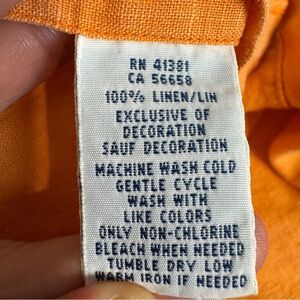 RN 41381
CA 56658
100% LINEN/LIN
EXCLUSIVE OF
DECORATION
SAUF DECORATION
MACHINE WASH COLD
GENTLE CYCLE
WASH WITH
LIKE COLORS
ONLY NON-CHLORINE
BLEACH WHEN NEEDED
TUMBLE DRY LOW
WARM IRON IF NEEDED